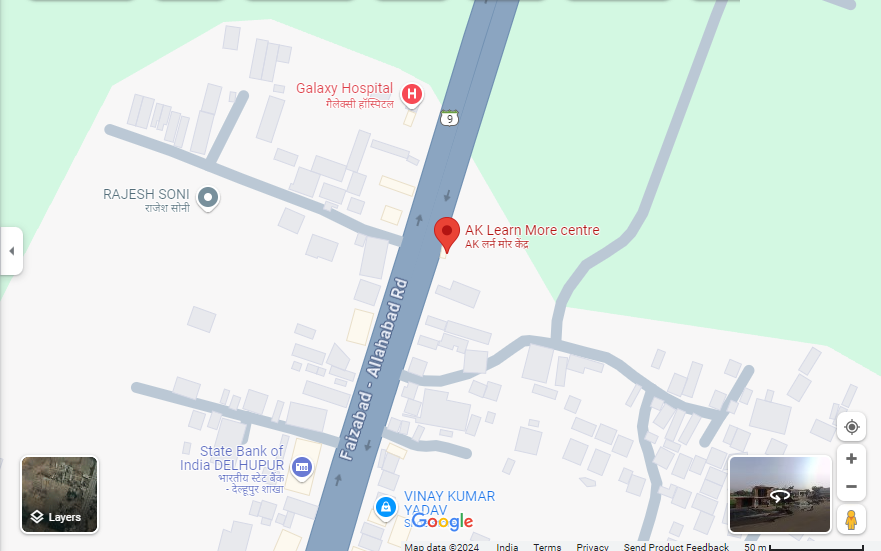 Galaxy Hospital
गैलेक्सी हॉस्पिटल
H
9
RAJESH SONI
राजेश सोनी
AK Learn More centre
AK लर्न मोर केंद्र
Faizabad - Allahabad Rd
State Bank of
India DELHUPUR
भारतीय स्टेट बैंक
- देल्हूपुर शाखा
VINAY KUMAR
YADAV
Google
Layers
Map data ©2024 India Terms Privacy Send Product Feedback 50 m